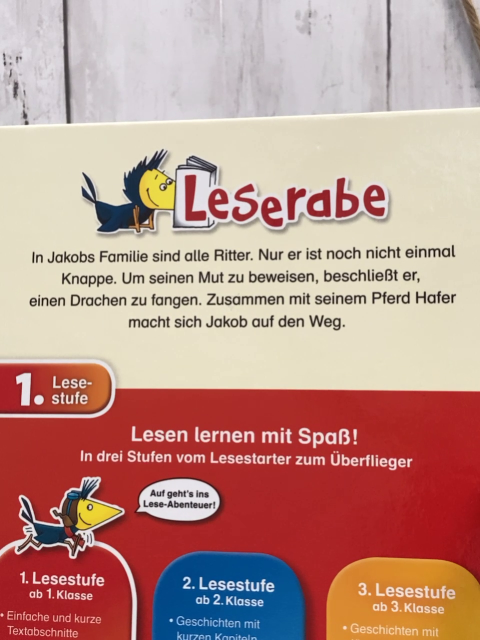 Leserabe
In Jakobs Familie sind alle Ritter. Nur er ist noch nicht einmal
Knappe. Um seinen Mut zu beweisen, beschließt er,
einen Drachen zu fangen. Zusammen mit seinem Pferd Hafer
macht sich Jakob auf den Weg.
1. Lese-
stufe
Lesen lernen mit Spaß!
In drei Stufen vom Lesestarter zum Überflieger
Auf geht's ins
Lese-Abenteuer!
1. Lesestufe
ab 1. Klasse
• Einfache und kurze
Textabschnitte
2. Lesestufe
ab 2. Klasse
• Geschichten mit
kurzen Kapiteln
3. Lesestufe
ab 3. Klasse
• Geschichten mit